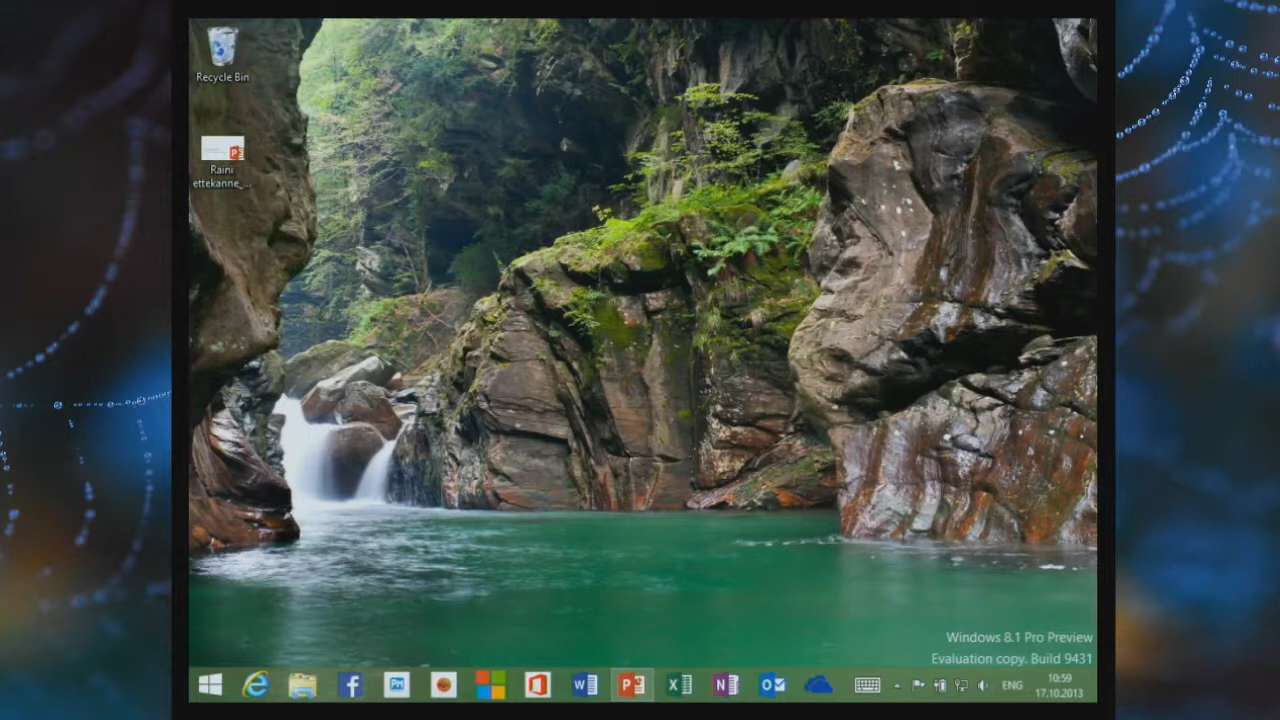 Recycle Bin
Raini
ettekanne_...
Windows 8.1 Pro Preview
Evaluation copy. Build 9431
ENG
10:59
17.10.2013